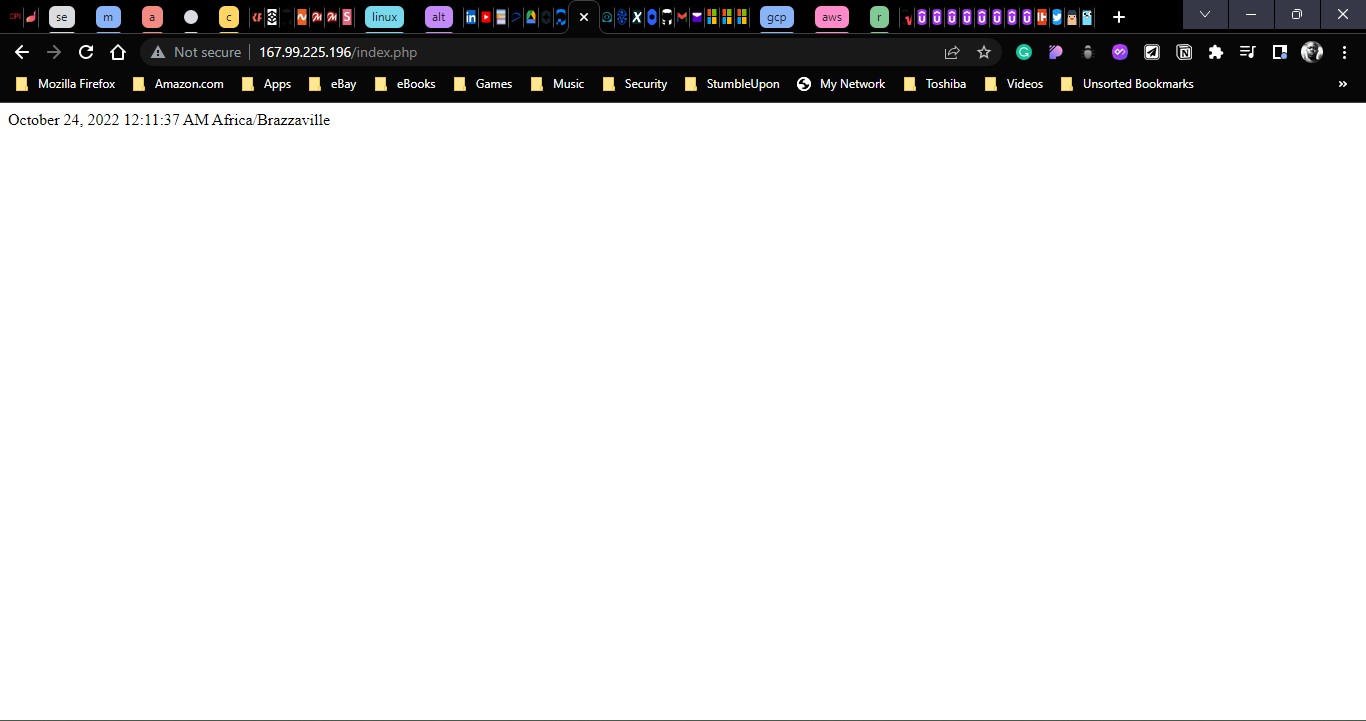 se m a c linux alt gcp aws r
Not secure 167.99.225.196/index.php
Mozilla Firefox Amazon.com Apps eBay eBooks Games Music Security StumbleUpon My Network Toshiba Videos Unsorted Bookmarks »
October 24, 2022 12:11:37 AM Africa/Brazzaville